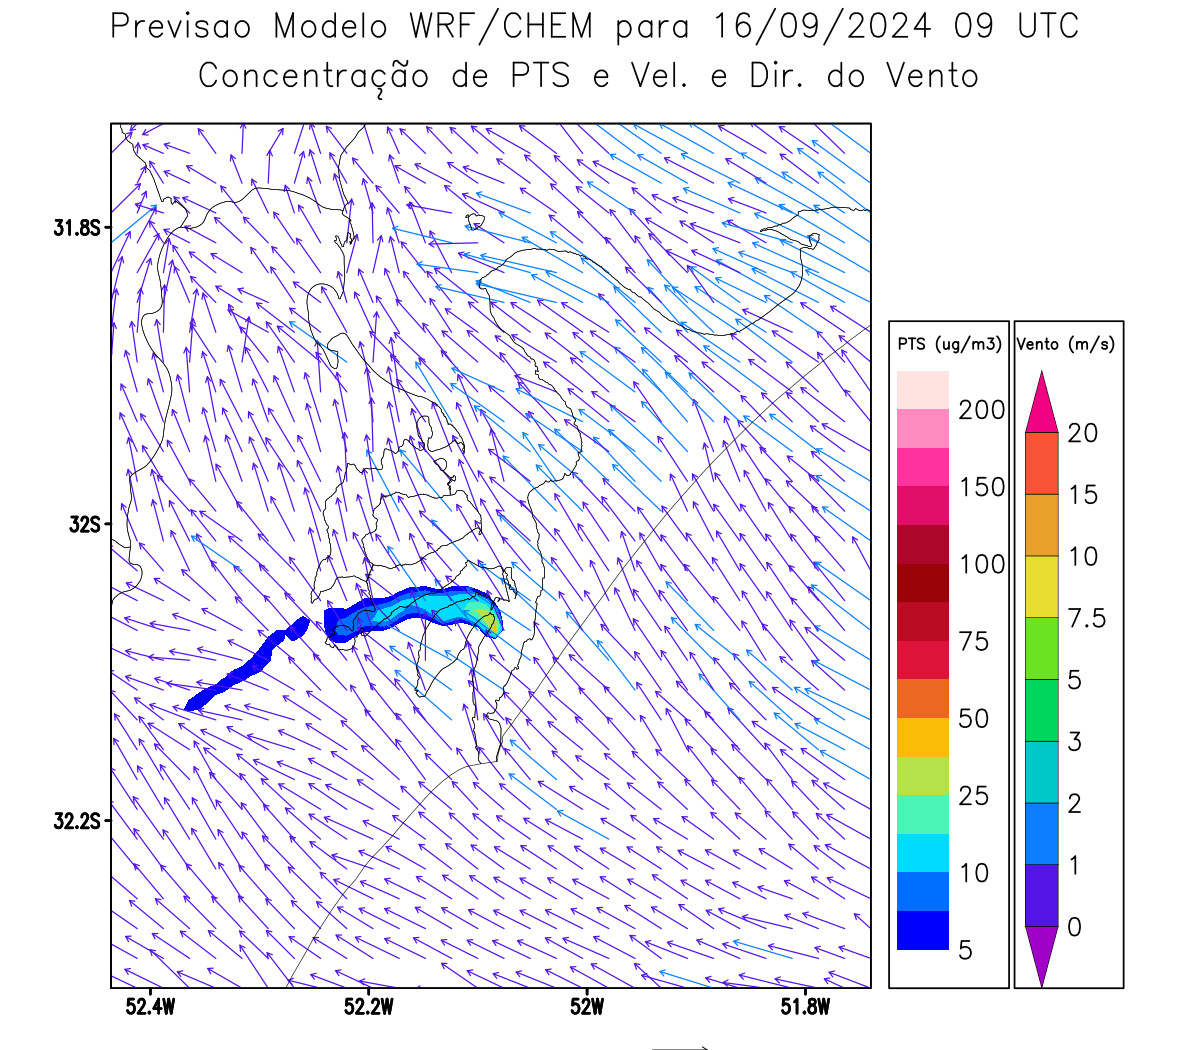 Previsao Modelo WRF/CHEM para 16/09/2024 09 UTC
Concentração de PTS e Vel. e Dir. do Vento
31.8S
32S
32.2S
52.4W
52.2W
52W
51.8W
PTS (ug/m3)
200
150
100
75
50
25
10
5
Vento (m/s)
20
15
10
7.5
5
3
2
1
0